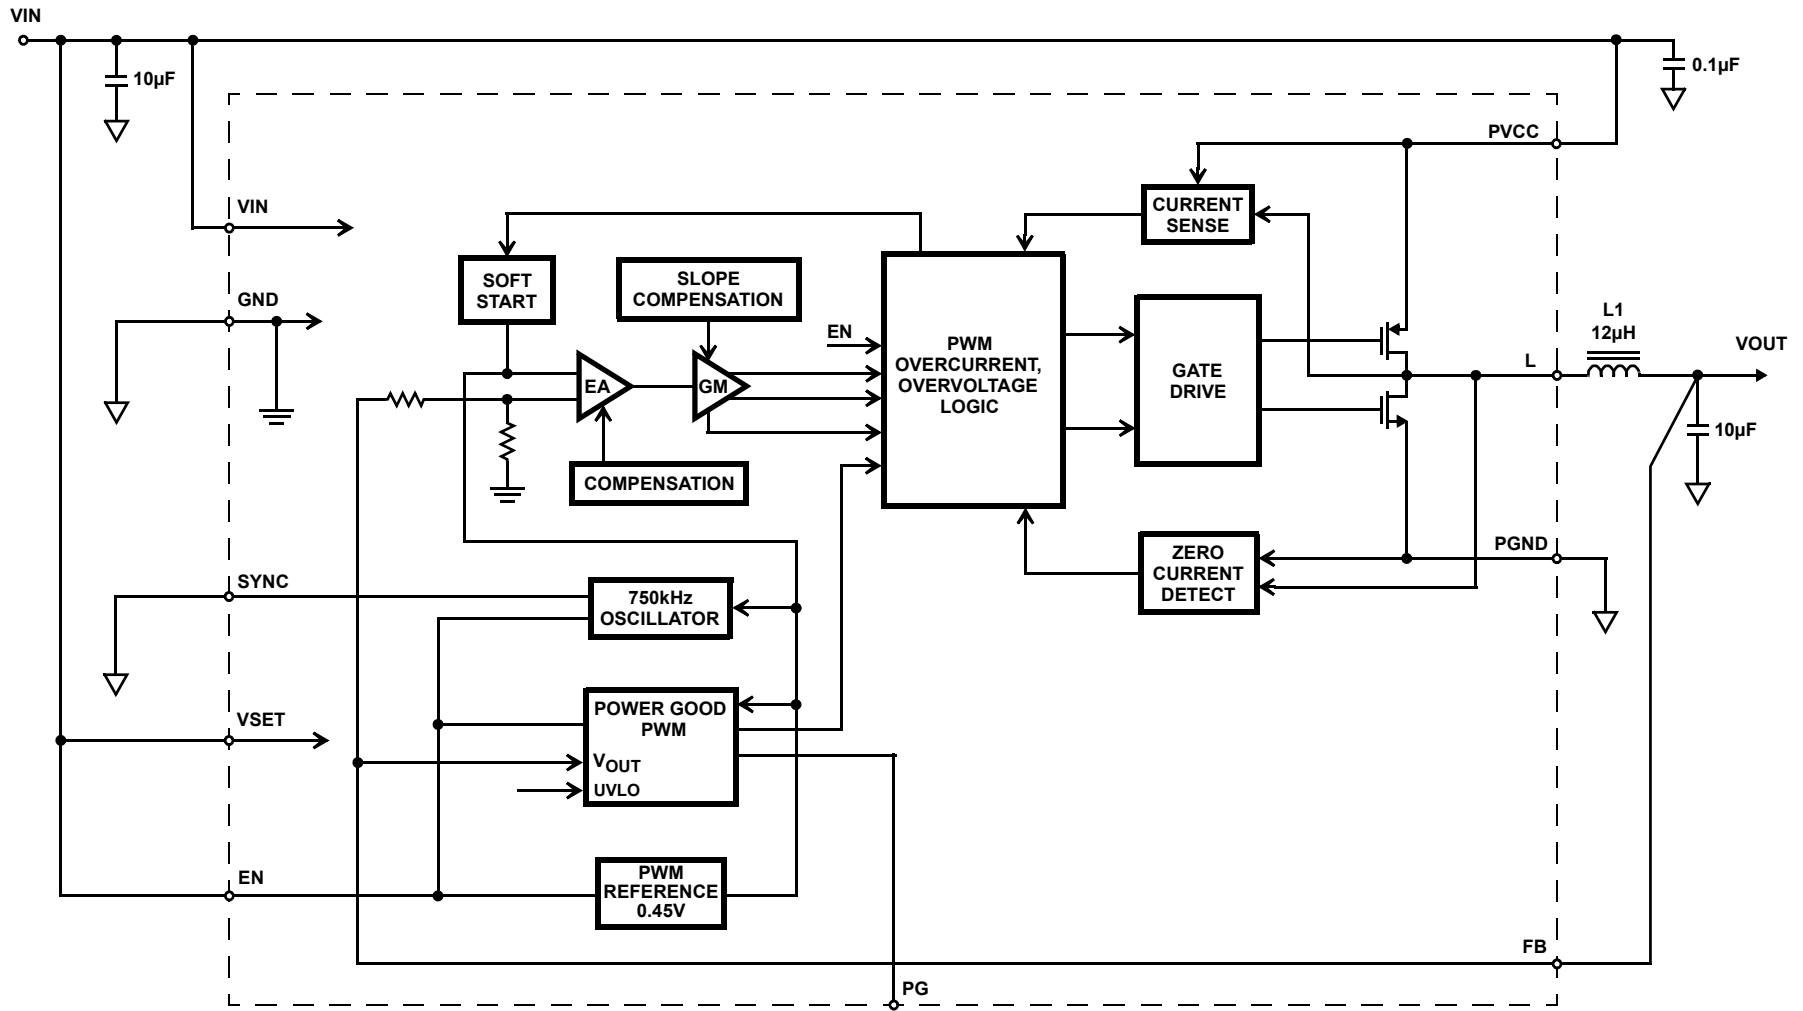 VIN
10µF
0.1µF
PVCC
VIN
CURRENT
SENSE
GND
SOFT
START
SLOPE
COMPENSATION
L1
12µH
EN
PWM
OVERCURRENT,
OVERVOLTAGE
LOGIC
GATE
DRIVE
L
VOUT
EA
GM
10µF
COMPENSATION
PGND
ZERO
CURRENT
DETECT
SYNC
750kHz
OSCILLATOR
VSET
POWER GOOD
PWM
VOUT
UVLO
EN
PWM
REFERENCE
0.45V
FB
PG